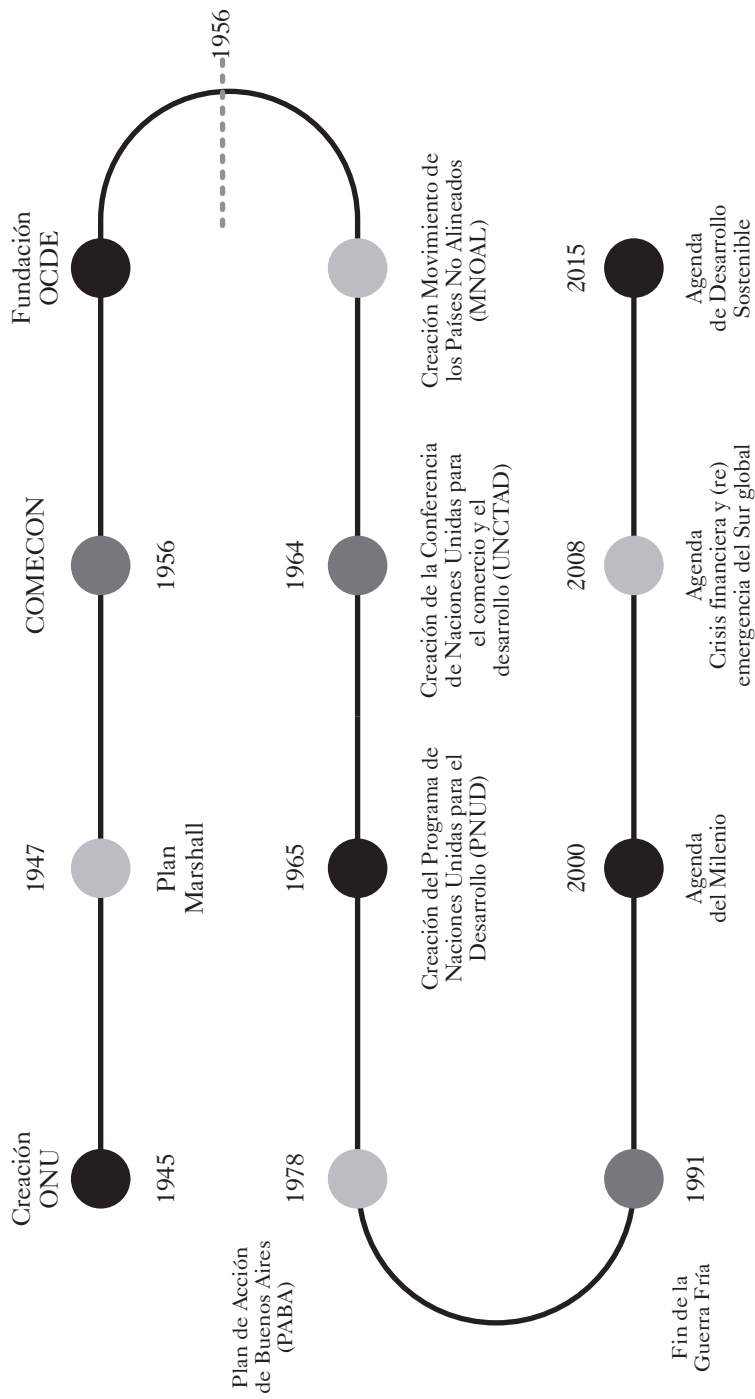 Creación
ONU
1945
1947
Plan
Marshall
COMECON
1956
Fundación
OCDE
1956
Creación Movimiento de
los Países No Alineados
(MNOAL)
1964
Creación de la Conferencia
de Naciones Unidas para
el comercio y el
desarrollo (UNCTAD)
1965
Creación del Programa de
Naciones Unidas para el
Desarrollo (PNUD)
Plan de Acción
de Buenos Aires
(PABA)
1978
Fin de la
Guerra Fría
1991
2000
Agenda
del Milenio
2008
Agenda
Crisis financiera y (re)
emergencia del Sur global
2015
Agenda
de Desarrollo
Sostenible